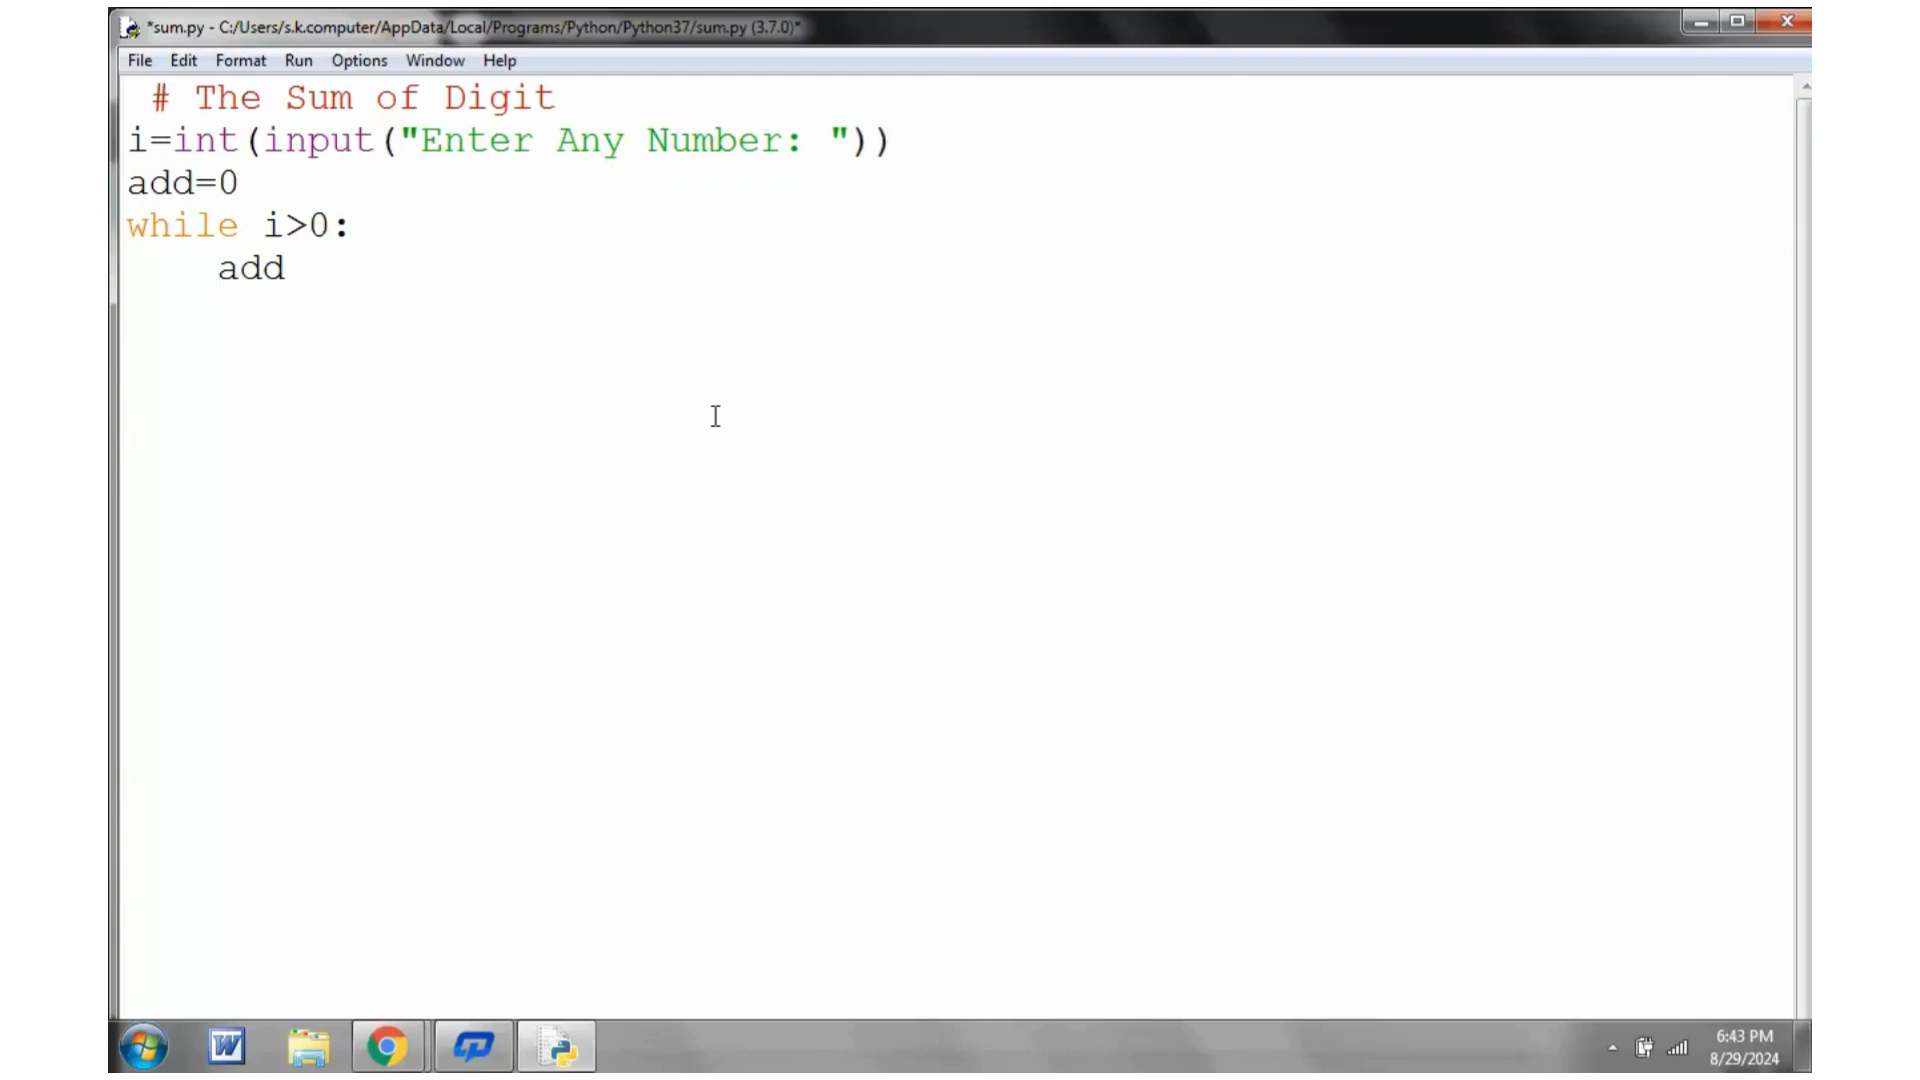 *sum.py - C:/Users/s.k.computer/AppData/Local/Programs/Python/Python37/sum.py (3.7.0)*
File Edit Format Run Options Window Help
# The Sum of Digit
i=int(input("Enter Any Number: "))
add=0
while i>0:
    add
6:43 PM
8/29/2024